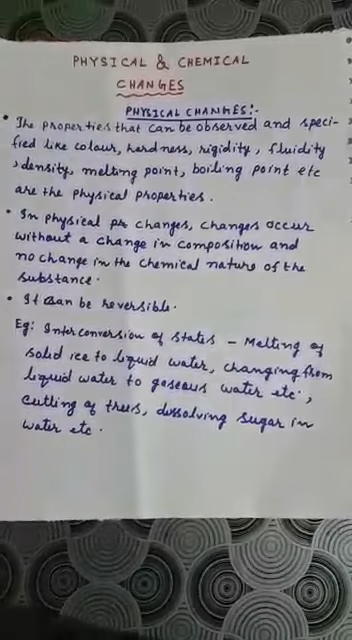 PHYSICAL & CHEMICAL
CHANGES
PHYSICAL CHANGES:-
• The properties that can be observed and speci-
fied like colour, hardness, rigidity, fluidity
, density, melting point, boiling point etc
are the physical properties.
• In physical changes, changes occur
without a change in composition and
no change in the chemical nature of the
substance.
• It can be reversible.
Eg: Interconversion of states - Melting of
solid ice to liquid water, changing from
liquid water to gaseous water etc.,
Cutting of trees, dissolving sugar in
water etc.